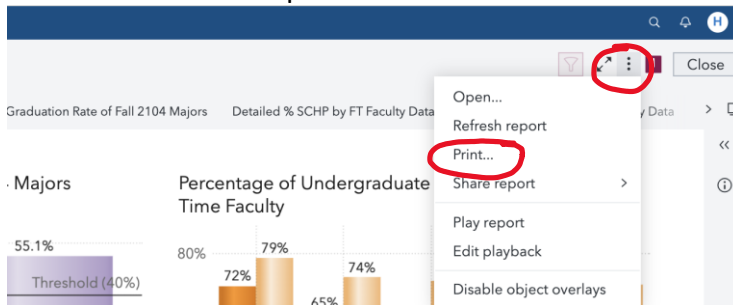 H
Close
Graduation Rate of Fall 2104 Majors Detailed % SCHP by FT Faculty Data
y Data
Open...
Refresh report
Print...
Share report
Play report
Edit playback
Disable object overlays
Majors
Percentage of Undergraduate
Time Faculty
55.1%
Threshold (40%)
80%
79%
72%
74%
65%